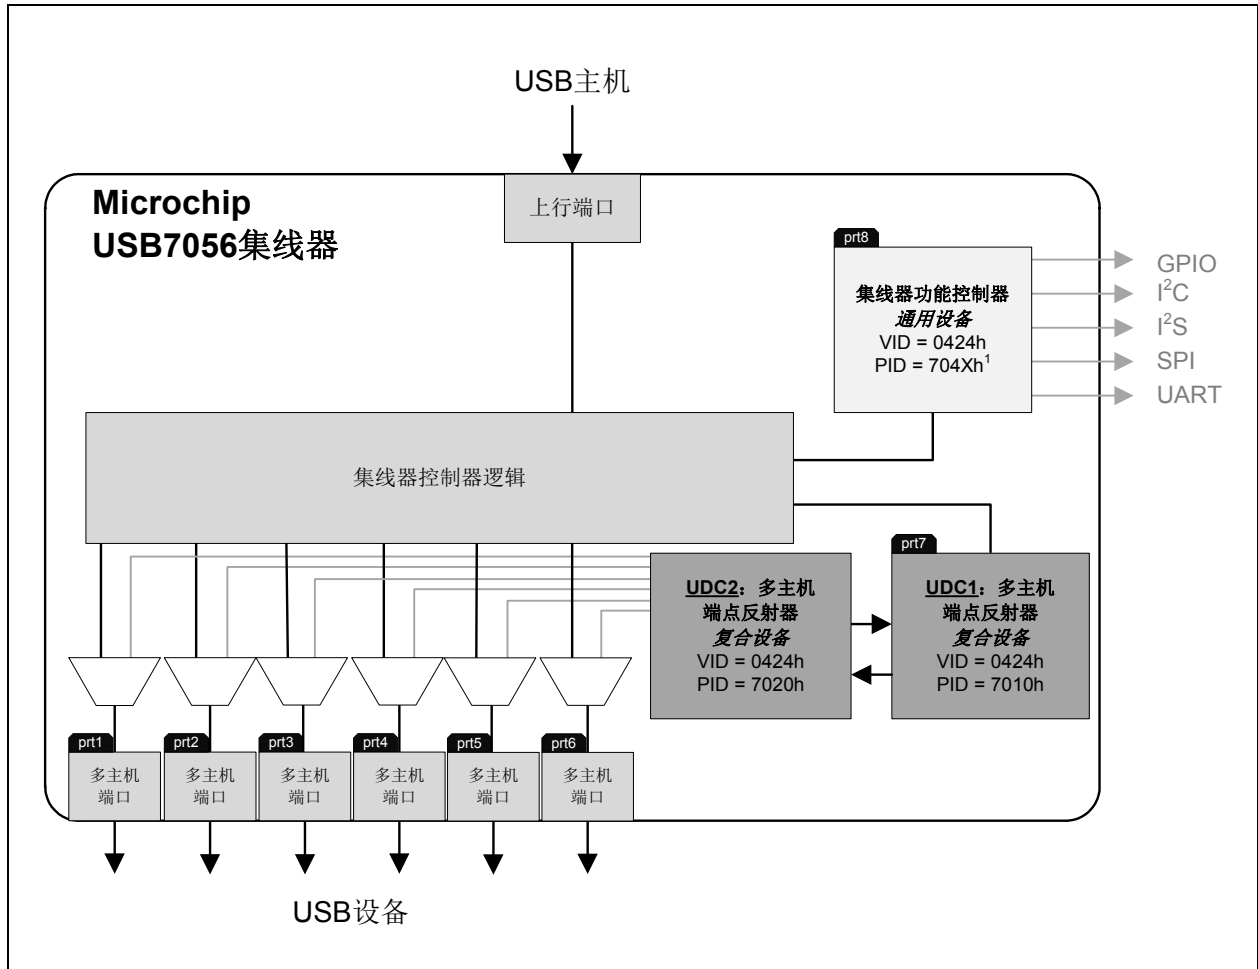 USB主机
Microchip
USB7056集线器
上行端口
prt8
集线器功能控制器
通用设备
VID = 0424h
PID = 704Xh¹
GPIO
I²C
I²S
SPI
UART
集线器控制器逻辑
prt7
UDC2：多主机
端点反射器
复合设备
VID = 0424h
PID = 7020h
UDC1：多主机
端点反射器
复合设备
VID = 0424h
PID = 7010h
prt1
多主机
端口
prt2
多主机
端口
prt3
多主机
端口
prt4
多主机
端口
prt5
多主机
端口
prt6
多主机
端口
USB设备